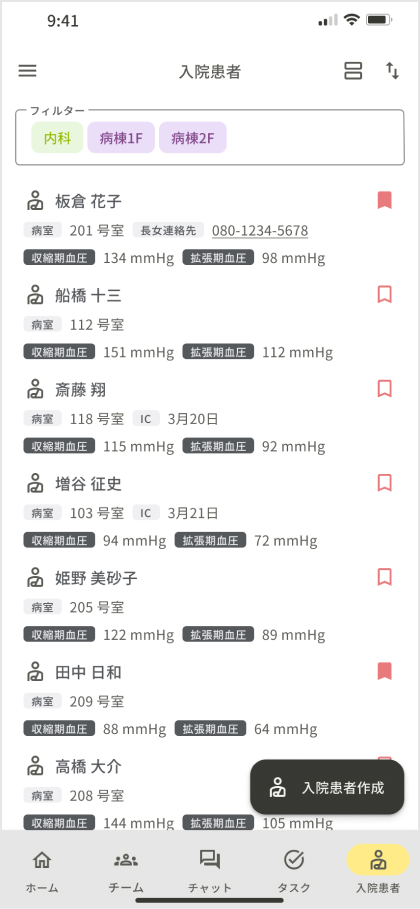 9:41
入院患者
フィルター
内科 病棟1F 病棟2F
板倉 花子
病室 201 号室 長女連絡先 080-1234-5678
収縮期血圧 134 mmHg 拡張期血圧 98 mmHg
船橋 十三
病室 112 号室
収縮期血圧 151 mmHg 拡張期血圧 112 mmHg
斎藤 翔
病室 118 号室 IC 3月20日
収縮期血圧 115 mmHg 拡張期血圧 92 mmHg
増谷 征史
病室 103 号室 IC 3月21日
収縮期血圧 94 mmHg 拡張期血圧 72 mmHg
姫野 美砂子
病室 205 号室
収縮期血圧 122 mmHg 拡張期血圧 89 mmHg
田中 日和
病室 209 号室
収縮期血圧 88 mmHg 拡張期血圧 64 mmHg
高橋 大介
病室 208 号室
入院患者作成
収縮期血圧 144 mmHg 拡張期血圧 105 mmHg
ホーム チーム チャット タスク 入院患者